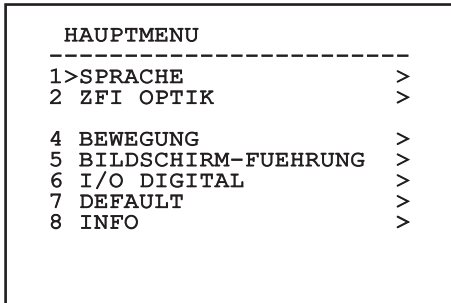 HAUPTMENU
--------------------------
1>SPRACHE >
2 ZFI OPTIK >
4 BEWEGUNG >
5 BILDSCHIRM-FUEHRUNG >
6 I/O DIGITAL >
7 DEFAULT >
8 INFO >